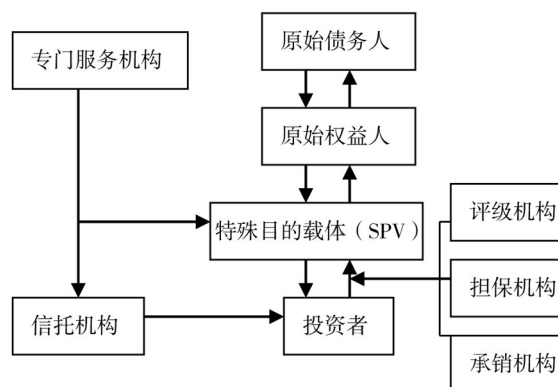 原始债务人
专门服务机构
原始权益人
特殊目的载体（SPV）
评级机构
担保机构
信托机构
投资者
承销机构